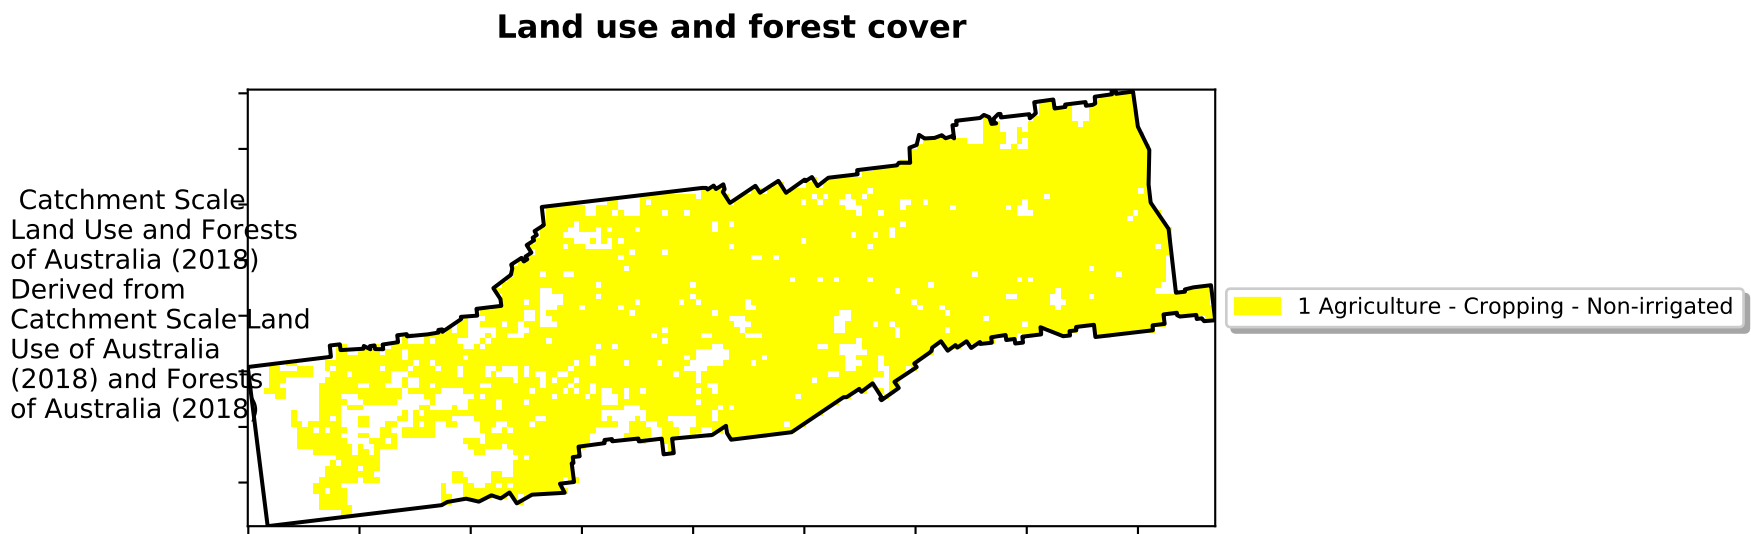 Land use and forest cover
Catchment Scale
Land Use and Forests
of Australia (2018)
Derived from
Catchment Scale Land
Use of Australia
(2018) and Forests
of Australia (2018)
1 Agriculture - Cropping - Non-irrigated